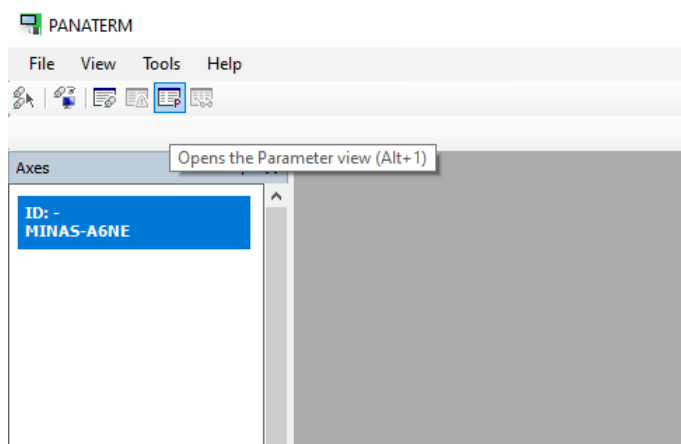 PANATERM
File View Tools Help
Opens the Parameter view (Alt+1)
Axes
ID: -
MINAS-A6NE